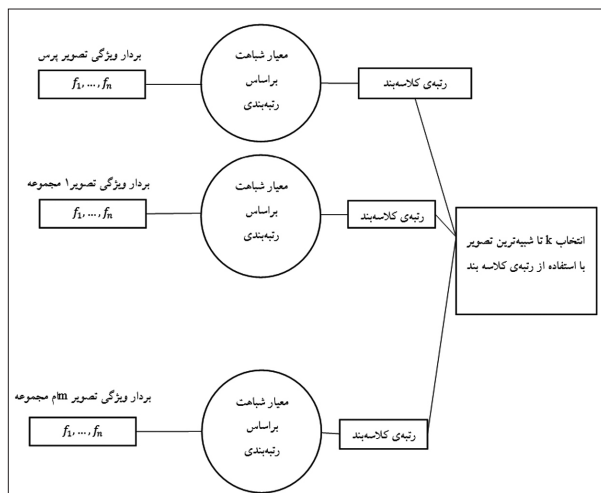 بردار ویژگی تصویر پرس
f₁, …, fₙ
معیار شباهت
براساس
رتبه‌بندی
رتبه‌ی کلاسه‌بند
بردار ویژگی تصویر۱ مجموعه
f₁, …, fₙ
معیار شباهت
براساس
رتبه‌بندی
رتبه‌ی کلاسه‌بند
انتخاب k تا شبیه‌ترین تصویر
با استفاده از رتبه‌ی کلاسه بند
بردار ویژگی تصویر mام مجموعه
f₁, …, fₙ
معیار شباهت
براساس
رتبه‌بندی
رتبه‌ی کلاسه‌بند